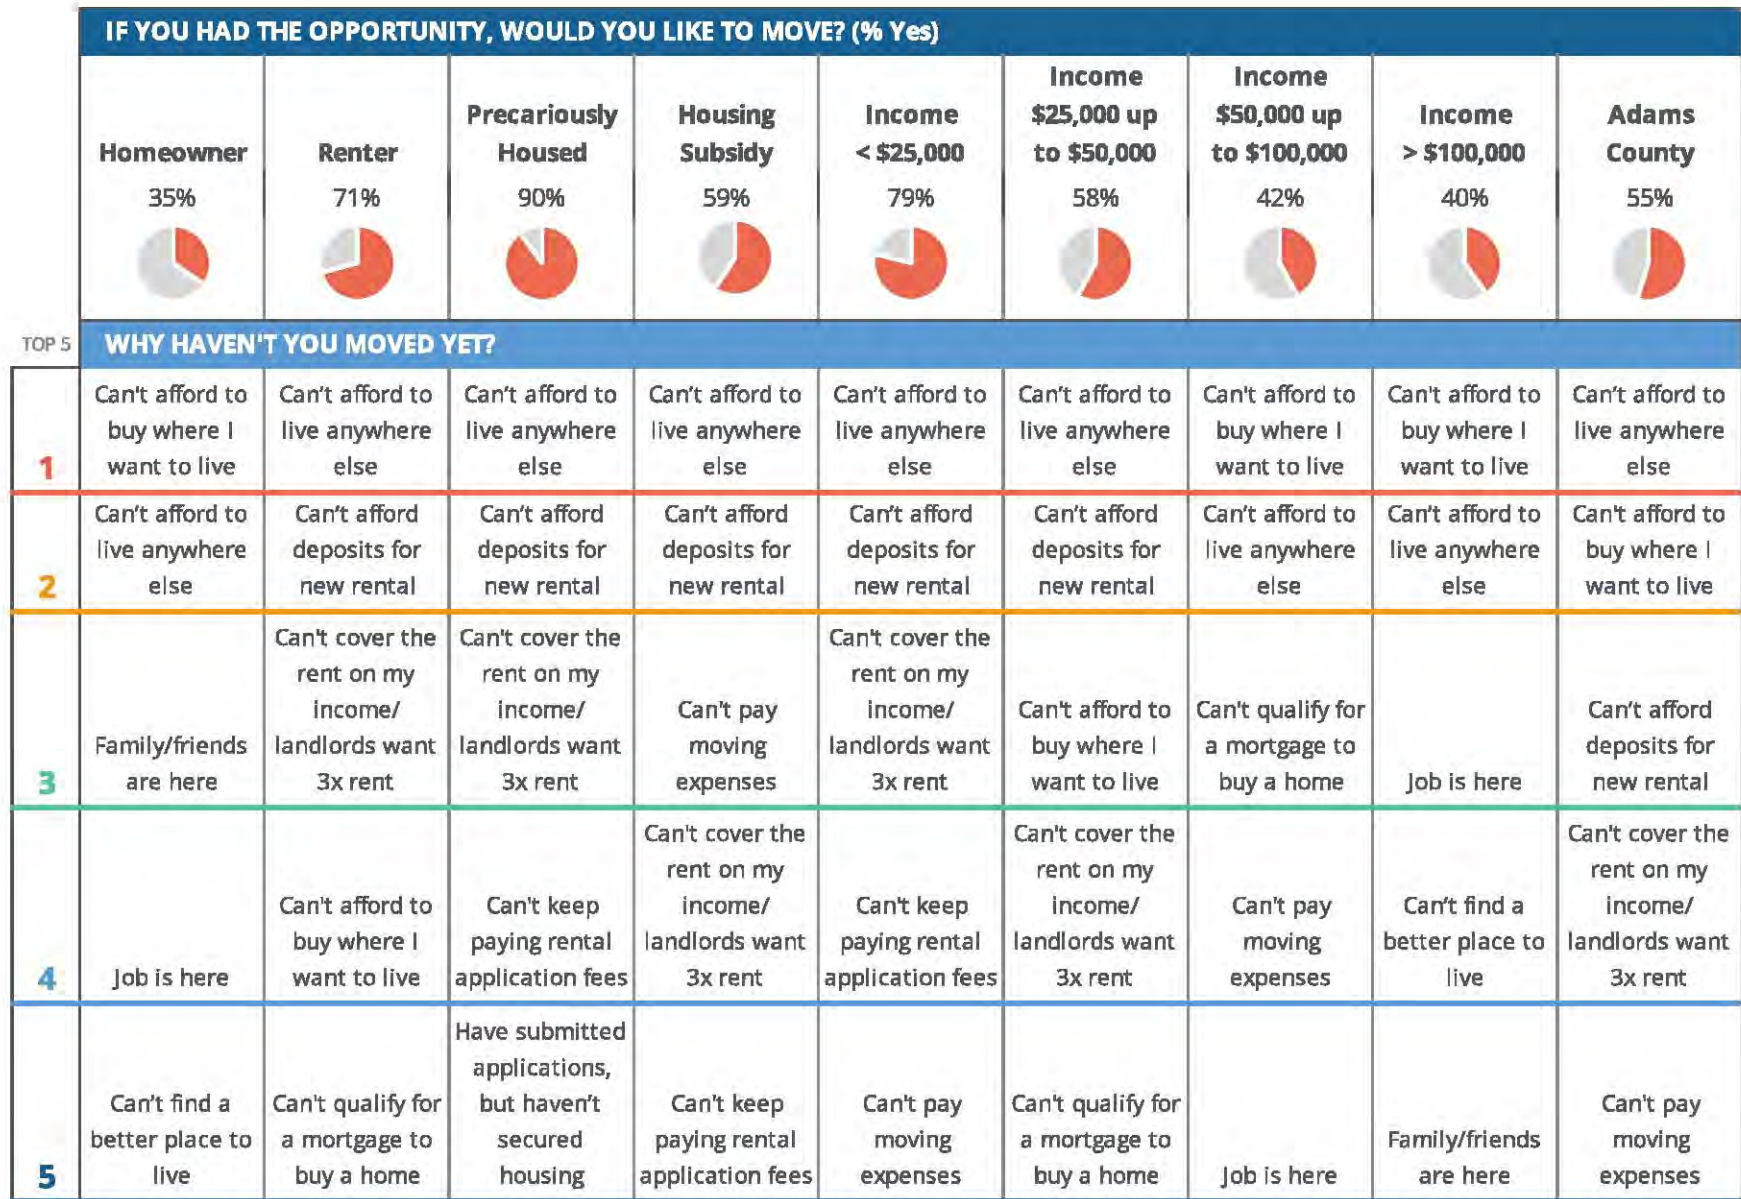 IF YOU HAD THE OPPORTUNITY, WOULD YOU LIKE TO MOVE? (% Yes)
Homeowner
35%
Renter
71%
Precariously
Housed
90%
Housing
Subsidy
59%
Income
< $25,000
79%
Income
$25,000 up
to $50,000
58%
Income
$50,000 up
to $100,000
42%
Income
> $100,000
40%
Adams
County
55%
TOP 5
WHY HAVEN'T YOU MOVED YET?
1
Can't afford to
buy where I
want to live
Can't afford to
live anywhere
else
Can't afford to
live anywhere
else
Can't afford to
live anywhere
else
Can't afford to
live anywhere
else
Can't afford to
live anywhere
else
Can't afford to
buy where I
want to live
Can't afford to
buy where I
want to live
Can't afford to
live anywhere
else
2
Can't afford to
live anywhere
else
Can't afford
deposits for
new rental
Can't afford
deposits for
new rental
Can't afford
deposits for
new rental
Can't afford
deposits for
new rental
Can't afford
deposits for
new rental
Can't afford to
live anywhere
else
Can't afford to
live anywhere
else
Can't afford to
buy where I
want to live
3
Family/friends
are here
Can't cover the
rent on my
income/
landlords want
3x rent
Can't cover the
rent on my
income/
landlords want
3x rent
Can't pay
moving
expenses
Can't cover the
rent on my
income/
landlords want
3x rent
Can't afford to
buy where I
want to live
Can't qualify for
a mortgage to
buy a home
Job is here
Can't afford
deposits for
new rental
4
Job is here
Can't afford to
buy where I
want to live
Can't keep
paying rental
application fees
Can't cover the
rent on my
income/
landlords want
3x rent
Can't keep
paying rental
application fees
Can't cover the
rent on my
income/
landlords want
3x rent
Can't pay
moving
expenses
Can't find a
better place to
live
Can't cover the
rent on my
income/
landlords want
3x rent
5
Can't find a
better place to
live
Can't qualify for
a mortgage to
buy a home
Have submitted
applications,
but haven't
secured
housing
Can't keep
paying rental
application fees
Can't pay
moving
expenses
Can't qualify for
a mortgage to
buy a home
Job is here
Family/friends
are here
Can't pay
moving
expenses